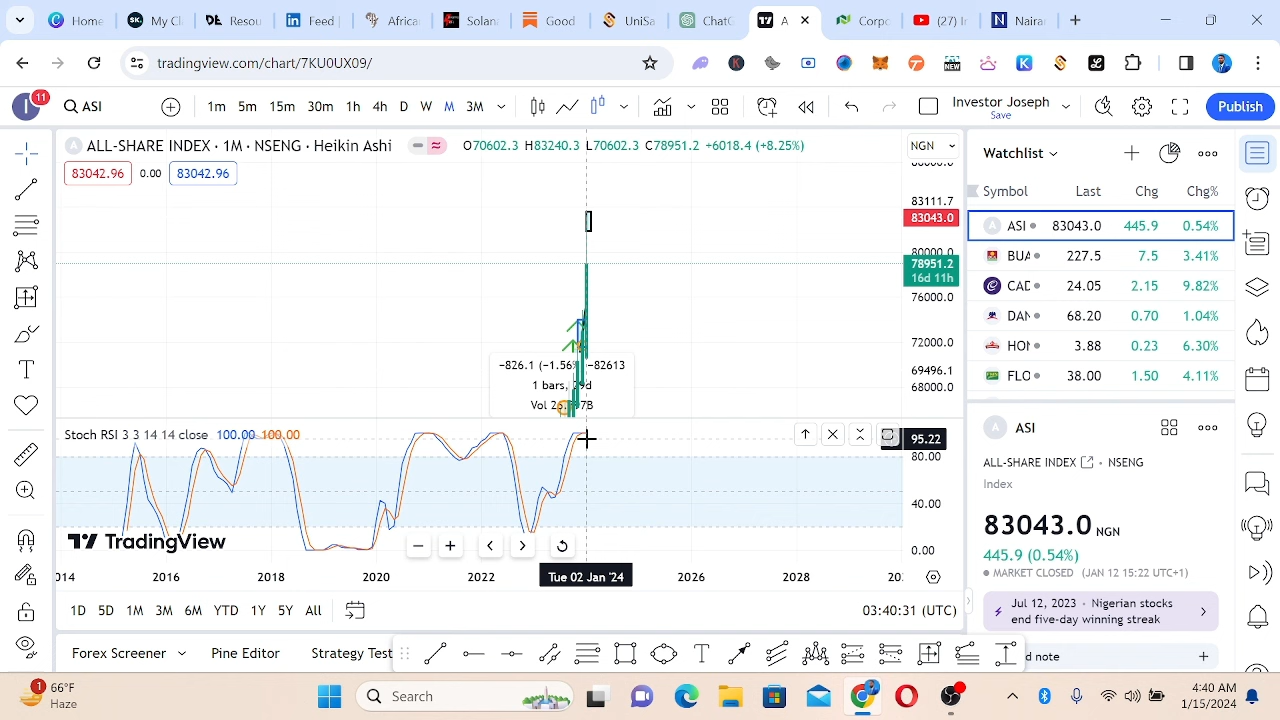 Home
My Cl
Resou
Feed |
Africa
Solan
Good
UniSa
ChatG
A
Corp
(27) I
Naira
tradingview.com/chart/7KU0UX09/
NEW
I
11
ASI
1m 5m 15m 30m 1h 4h D W M 3M
Investor Joseph
Save
Publish
ALL-SHARE INDEX · 1M · NSENG · Heikin Ashi
O70602.3 H83240.3 L70602.3 C78951.2 +6018.4 (+8.25%)
NGN
83042.96 0.00 83042.96
83111.7
83043.0
80000.0
78951.2
16d 11h
76000.0
72000.0
69496.1
68000.0
1 bars,
Stoch RSI 3 3 14 14 close 100.00 100.00
95.22
80.00
40.00
0.00
TradingView
2016 2018 2020 2022 Tue 02 Jan '24 2026 2028
1D 5D 1M 3M 6M YTD 1Y 5Y All
03:40:31 (UTC)
Forex Screener Pine Editor Strategy Test
Watchlist
Symbol Last Chg Chg%
ASI 83043.0 445.9 0.54%
BUA 227.5 7.5 3.41%
CAD 24.05 2.15 9.82%
DAN 68.20 0.70 1.04%
HON 3.88 0.23 6.30%
FLO 38.00 1.50 4.11%
ASI
ALL-SHARE INDEX • NSENG
Index
83043.0 NGN
445.9 (0.54%)
MARKET CLOSED (JAN 12 15:22 UTC+1)
Jul 12, 2023 · Nigerian stocks
end five-day winning streak
note
1
66°F
Haze
Search
4:40 AM
1/15/2024